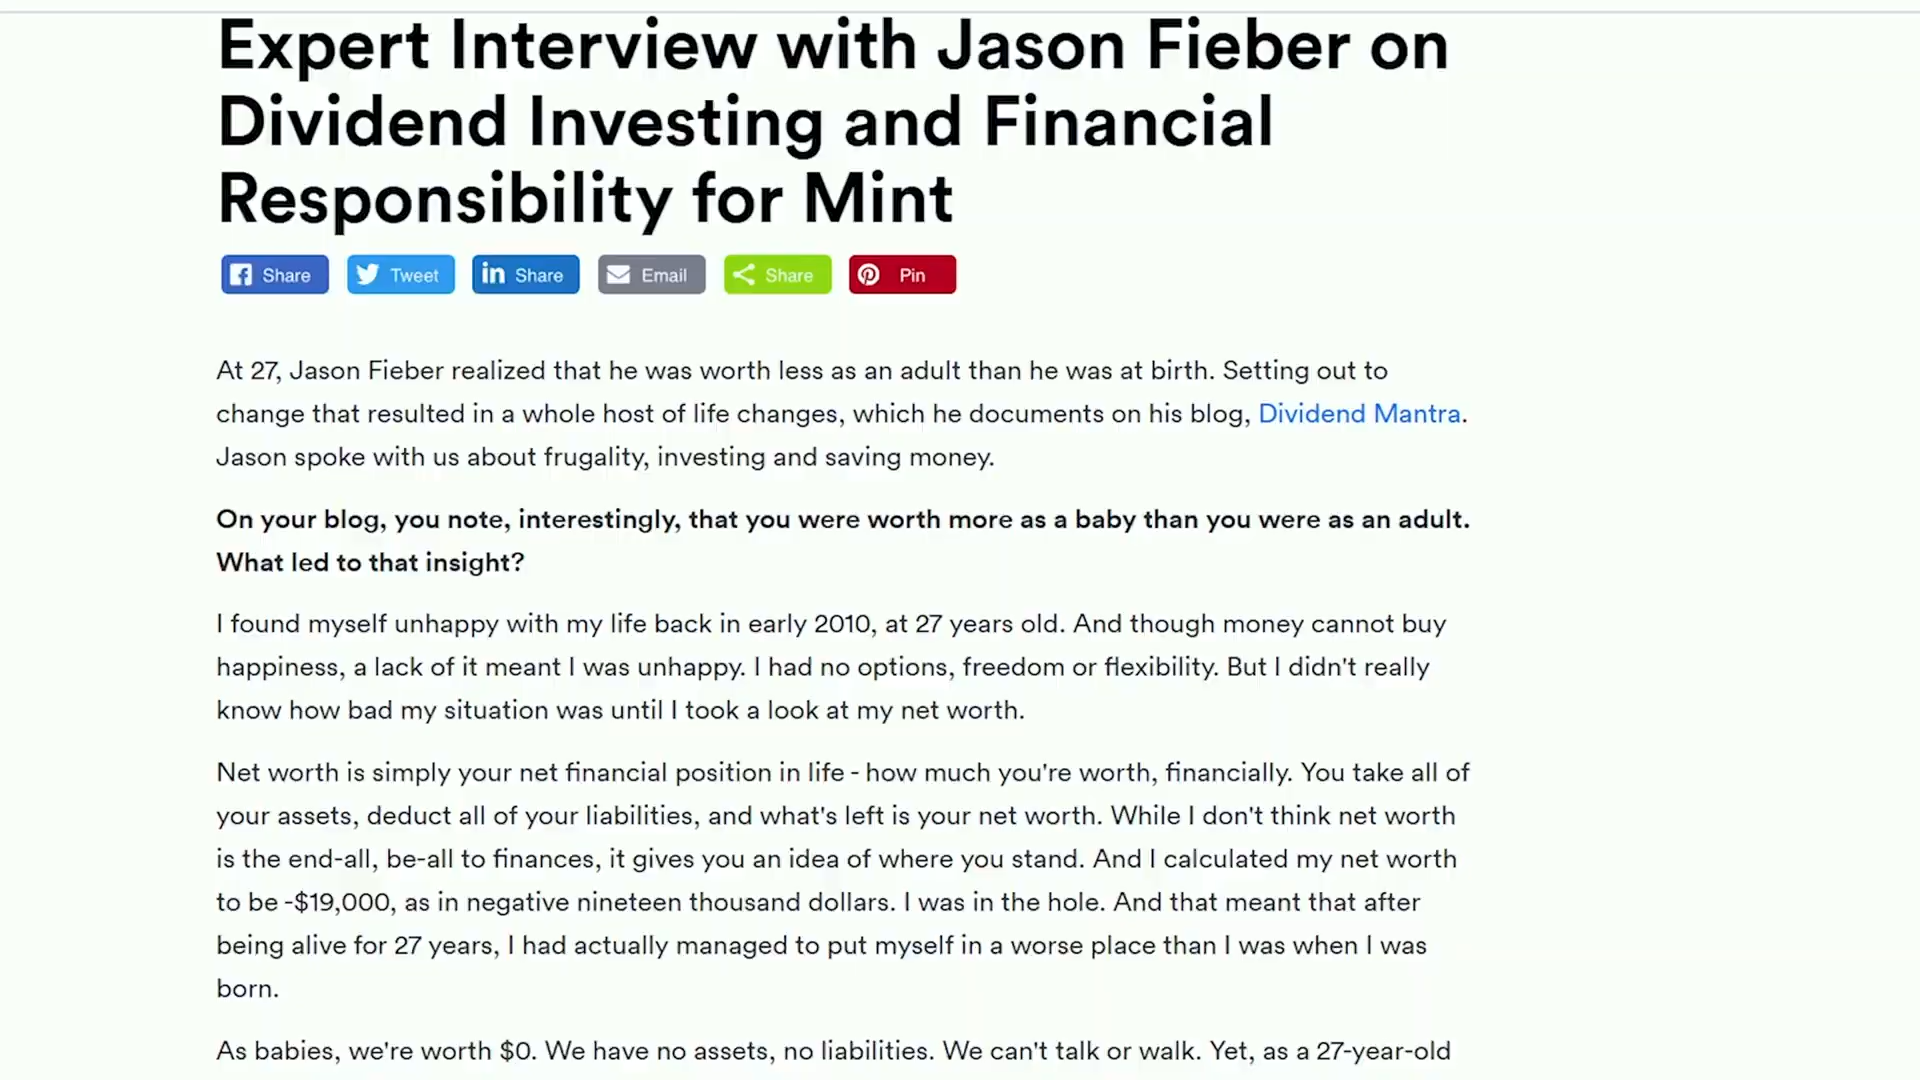 Expert Interview with Jason Fieber on
Dividend Investing and Financial
Responsibility for Mint
Share Tweet Share Email Share Pin
At 27, Jason Fieber realized that he was worth less as an adult than he was at birth. Setting out to
change that resulted in a whole host of life changes, which he documents on his blog, Dividend Mantra.
Jason spoke with us about frugality, investing and saving money.
On your blog, you note, interestingly, that you were worth more as a baby than you were as an adult.
What led to that insight?
I found myself unhappy with my life back in early 2010, at 27 years old. And though money cannot buy
happiness, a lack of it meant I was unhappy. I had no options, freedom or flexibility. But I didn't really
know how bad my situation was until I took a look at my net worth.
Net worth is simply your net financial position in life - how much you're worth, financially. You take all of
your assets, deduct all of your liabilities, and what's left is your net worth. While I don't think net worth
is the end-all, be-all to finances, it gives you an idea of where you stand. And I calculated my net worth
to be -$19,000, as in negative nineteen thousand dollars. I was in the hole. And that meant that after
being alive for 27 years, I had actually managed to put myself in a worse place than I was when I was
born.
As babies, we're worth $0. We have no assets, no liabilities. We can't talk or walk. Yet, as a 27-year-old